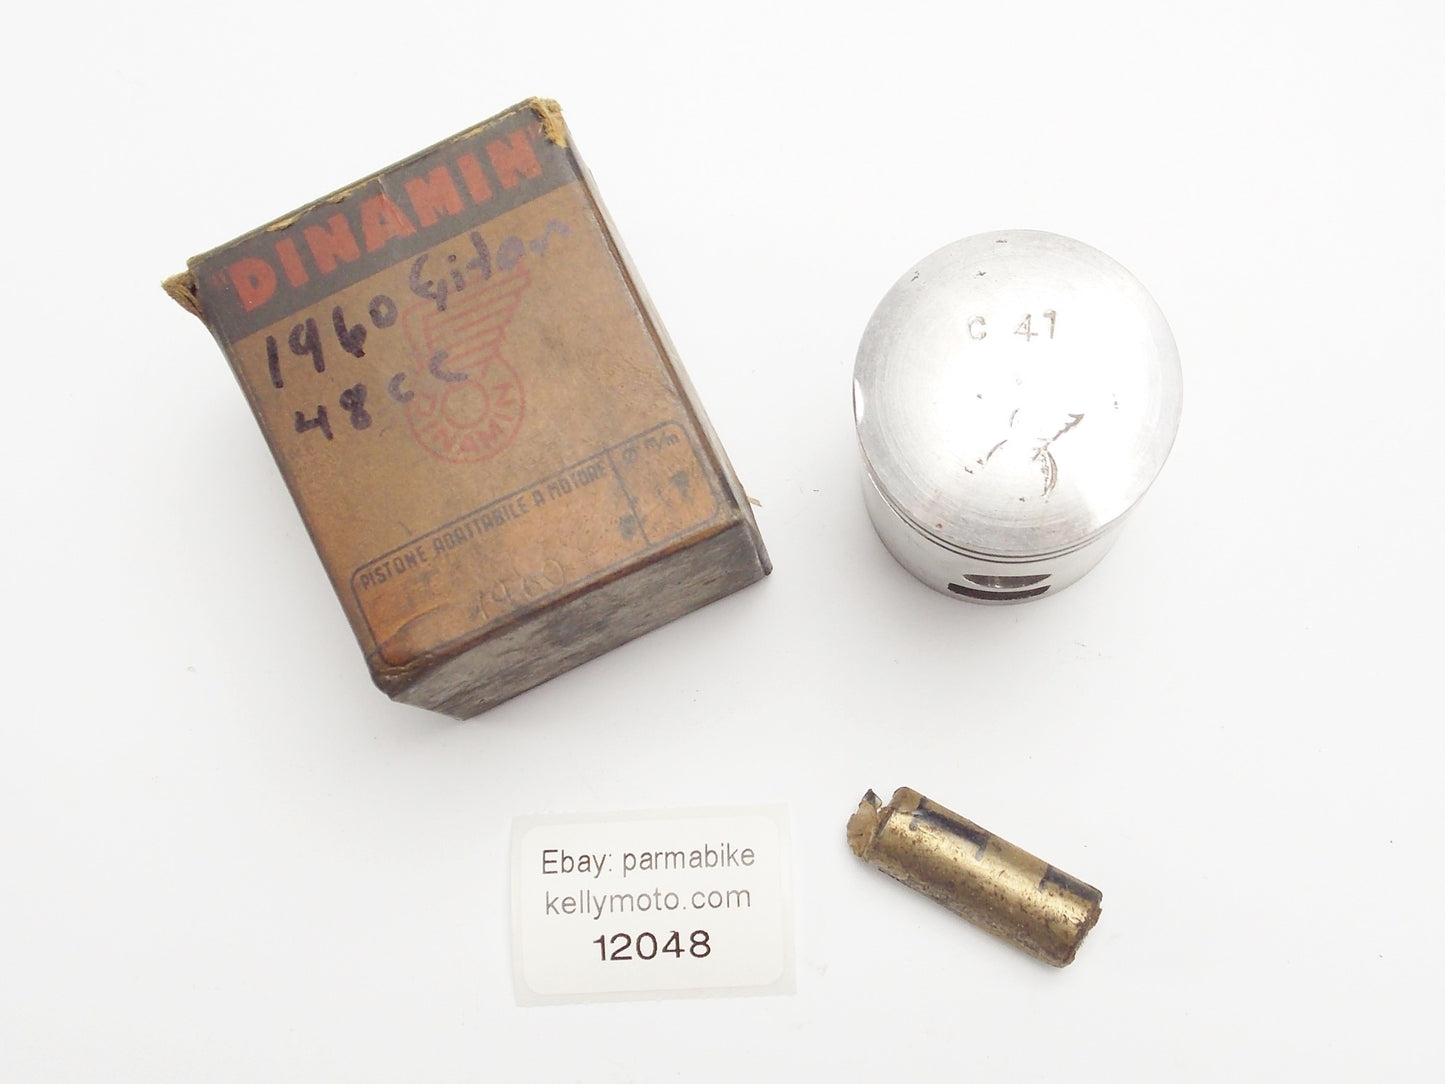 "DINAMIN"
1960 Gitan
48cc
DINAMIN
PISTONE ADATTABILE A MOTORE
Ø m/m
1960
C 41
Ebay: parmabike
kellymoto.com
12048